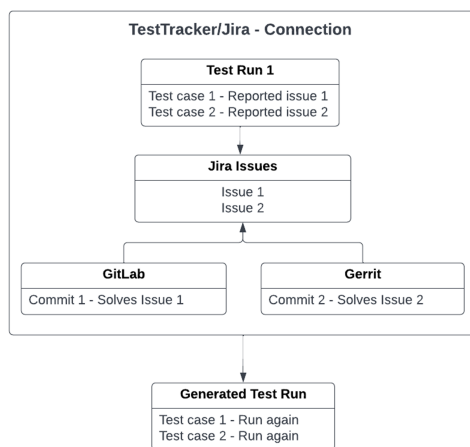 TestTracker/Jira - Connection
Test Run 1
Test case 1 - Reported issue 1
Test case 2 - Reported issue 2
Jira Issues
Issue 1
Issue 2
GitLab
Commit 1 - Solves Issue 1
Gerrit
Commit 2 - Solves Issue 2
Generated Test Run
Test case 1 - Run again
Test case 2 - Run again